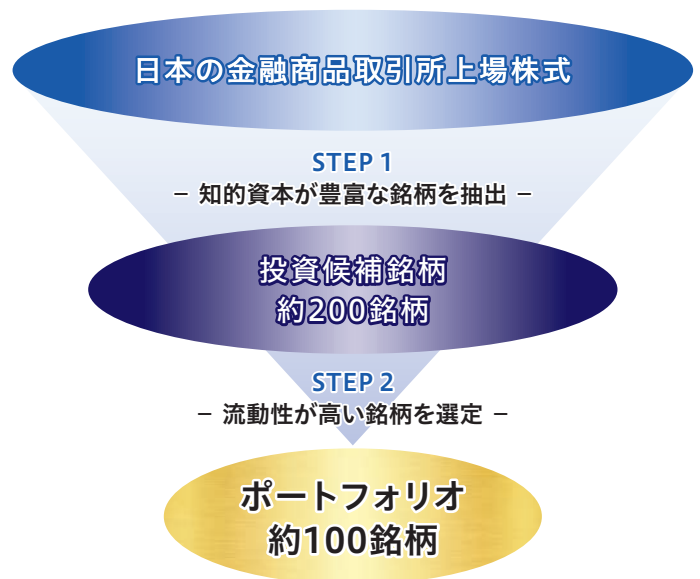 日本の金融商品取引所上場株式
STEP 1
− 知的資本が豊富な銘柄を抽出 −
投資候補銘柄
約200銘柄
STEP 2
− 流動性が高い銘柄を選定 −
ポートフォリオ
約100銘柄